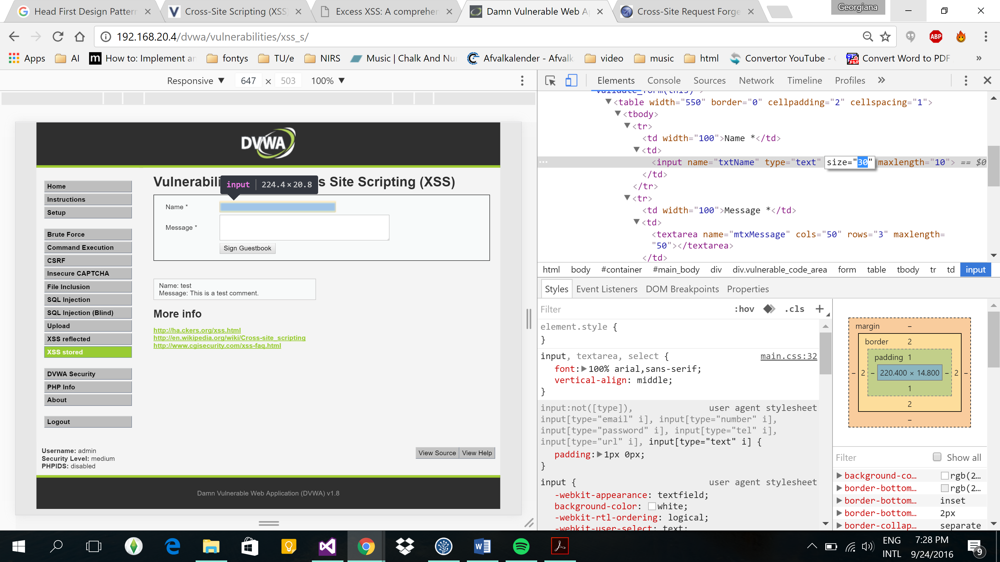 Head First Design Pattern
Cross-Site Scripting (XSS)
Excess XSS: A comprehen
Damn Vulnerable Web Ap
Cross-Site Request Forge
Georgiana
192.168.20.4/dvwa/vulnerabilities/xss_s/
ABP
Apps
AI
m
How to: Implement an
fontys
TU/e
NIRS
Music | Chalk And Nu
Afvalkalender - Afvalk
video
music
html
Convertor YouTube -
Convert Word to PDF
»
Responsive ▼ 647 × 503 100% ▼
Elements Console Sources Network Timeline Profiles »
validate_form(this)">
▼<table width="550" border="0" cellpadding="2" cellspacing="1">
▼<tbody>
▼<tr>
<td width="100">Name *</td>
▼<td>
<input name="txtName" type="text" size="30" maxlength="10"> == $0
</td>
</tr>
▼<tr>
<td width="100">Message *</td>
▼<td>
<textarea name="mtxMessage" cols="50" rows="3" maxlength=
"50"></textarea>
</td>
html body #container #main_body div div.vulnerable_code_area form table tbody tr td input
Styles Event Listeners DOM Breakpoints Properties
Filter :hov .cls +
element.style {
}
input, textarea, select { main.css:32
font:▶100% arial,sans-serif;
vertical-align: middle;
}
input:not([type]), user agent stylesheet
input[type="email" i], input[type="number" i],
input[type="password" i], input[type="tel" i],
input[type="url" i], input[type="text" i] {
padding:▶1px 0px;
}
input { user agent stylesheet
-webkit-appearance: textfield;
background-color: white;
-webkit-rtl-ordering: logical;
-webkit-user-select: text;
margin –
border 2
padding 1
– 2 – 220.400 × 14.800 – 2 –
1
2
–
Filter Show all
background-co… rgb(2…
border-bottom… rgb(2…
border-bottom… inset
border-bottom… 2px
border-collap… separate
DVWA
Vulnerabili
s Site Scripting (XSS)
input 224.4 × 20.8
Name *
Message *
Sign Guestbook
Name: test
Message: This is a test comment.
More info
http://ha.ckers.org/xss.html
http://en.wikipedia.org/wiki/Cross-site_scripting
http://www.cgisecurity.com/xss-faq.html
Home
Instructions
Setup
Brute Force
Command Execution
CSRF
Insecure CAPTCHA
File Inclusion
SQL Injection
SQL Injection (Blind)
Upload
XSS reflected
XSS stored
DVWA Security
PHP Info
About
Logout
Username: admin
Security Level: medium
PHPIDS: disabled
View Source View Help
Damn Vulnerable Web Application (DVWA) v1.8
ENG
INTL
7:28 PM
9/24/2016
9